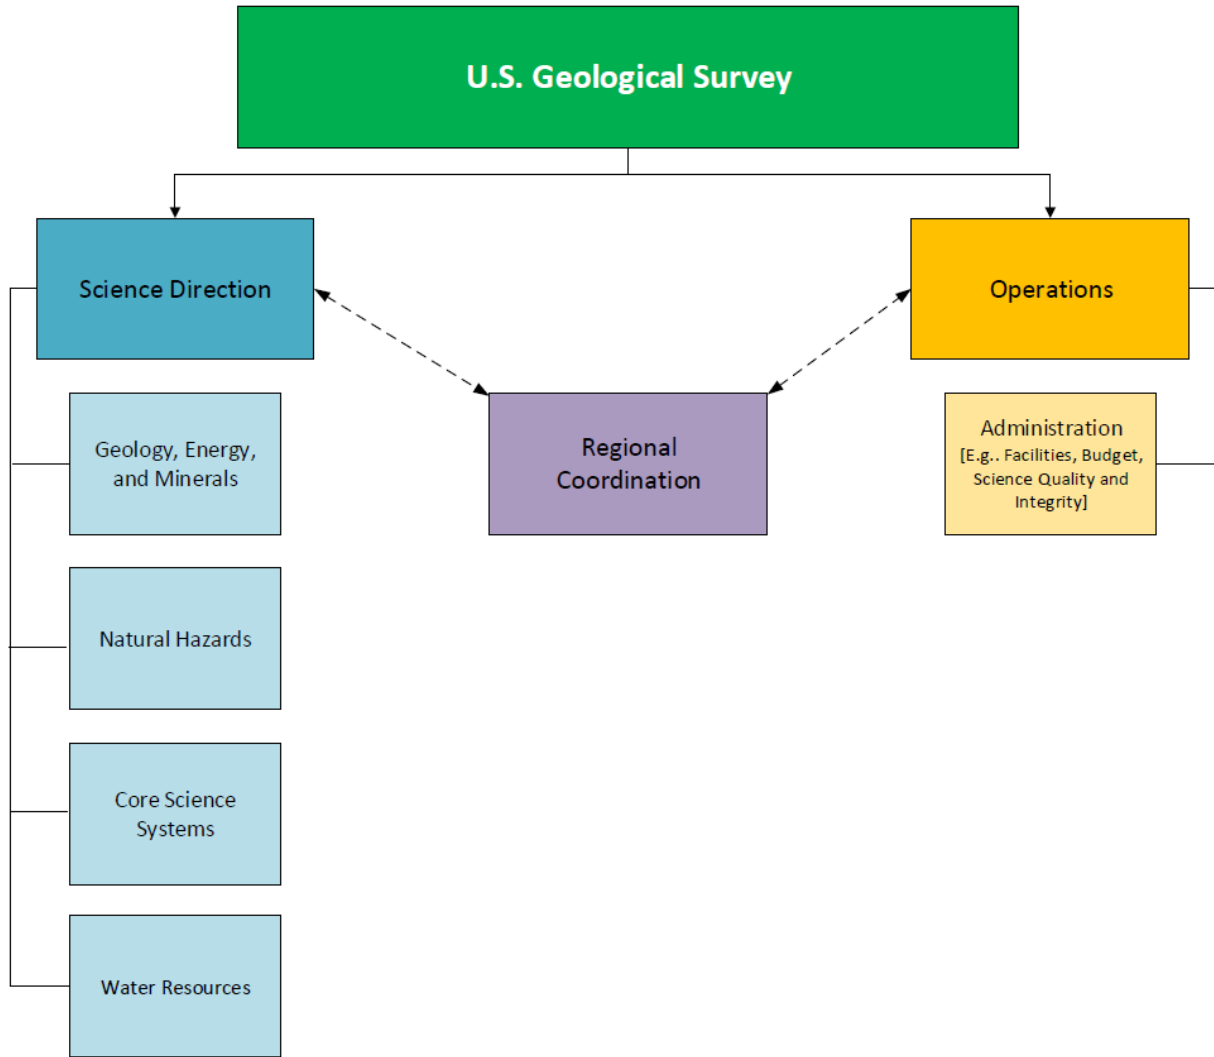 U.S. Geological Survey
Science Direction
Operations
Geology, Energy,
and Minerals
Regional
Coordination
Administration
[E.g.. Facilities, Budget,
Science Quality and
Integrity]
Natural Hazards
Core Science
Systems
Water Resources